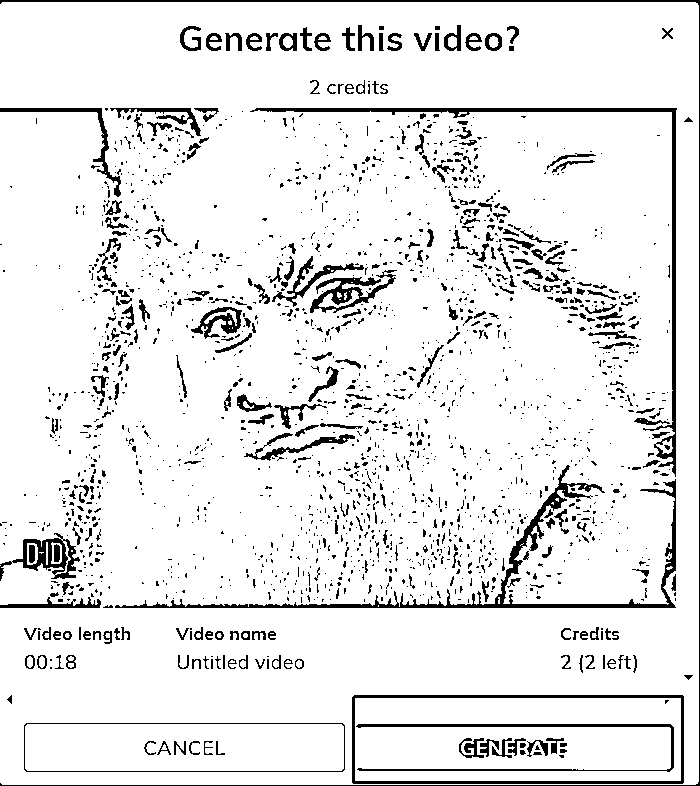 Generate this video?
2 credits
D-ID
Video length Video name Credits
00:18 Untitled video 2 (2 left)
CANCEL GENERATE